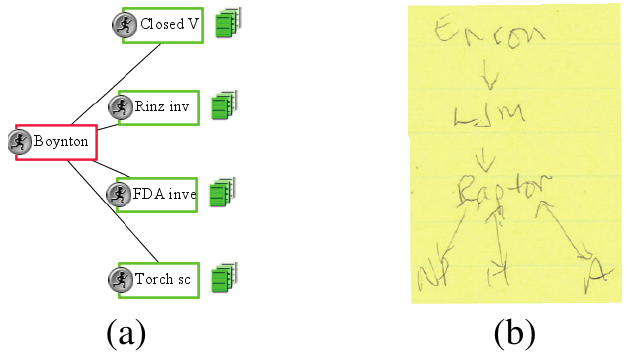 Closed V
Rinz inv
Boynton
FDA inve
Torch sc
(a)
Enron
LJM
Raptor
NP H A
(b)